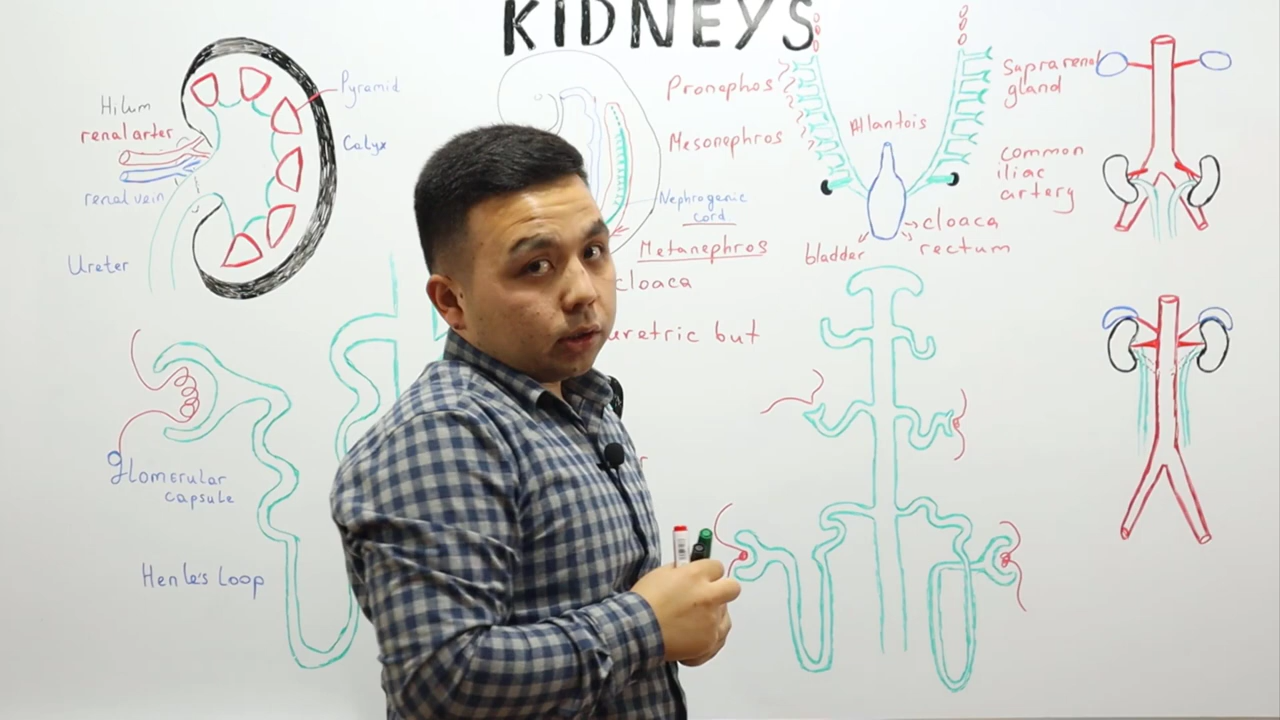 KIDNEYS
Hilum
renal arter
renal vein
Ureter
Pyramid
Calyx
Glomerular
capsule
Henle's Loop
Pronephos
Mesonephros
Nephrogenic
cord
Metanephros
cloaca
uretric but
Allantois
cloaca
rectum
bladder
Suprarenal
gland
common
iliac
artery